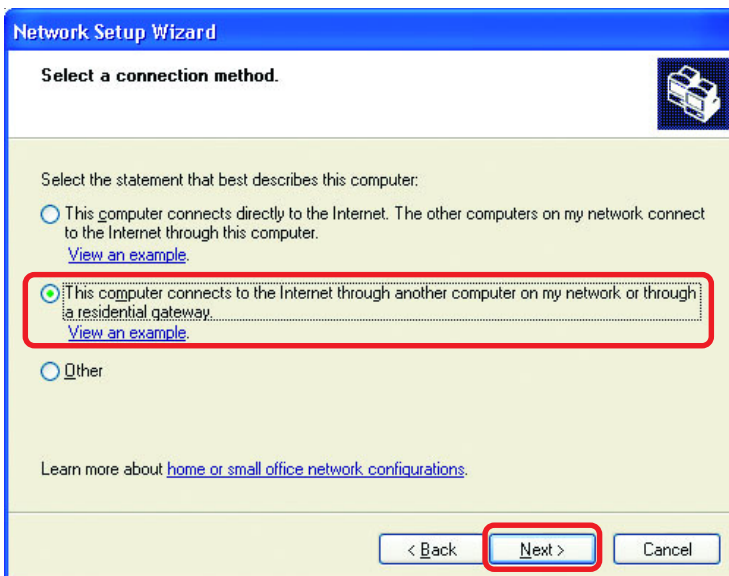 Network Setup Wizard
Select a connection method.
Select the statement that best describes this computer:
This computer connects directly to the Internet. The other computers on my network connect
to the Internet through this computer.
View an example.
This computer connects to the Internet through another computer on my network or through
a residential gateway.
View an example.
Other
Learn more about home or small office network configurations.
< Back Next > Cancel